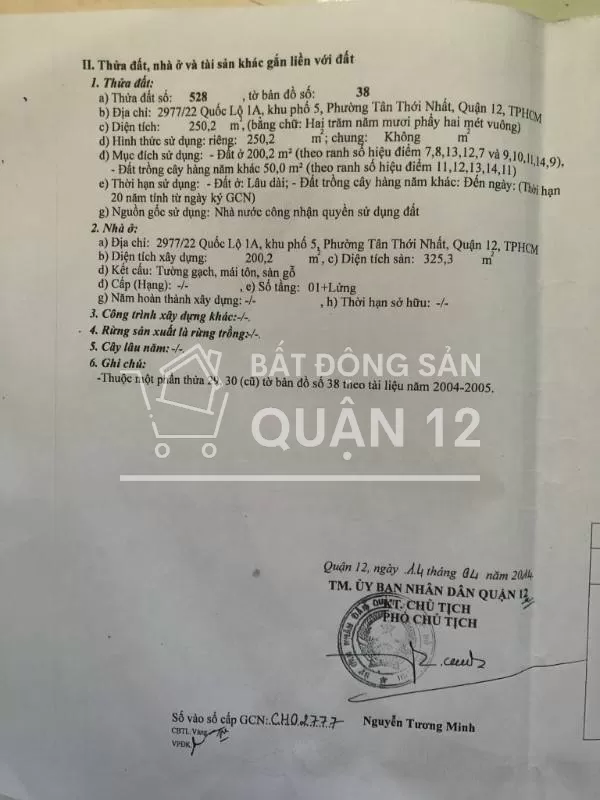 II. Thửa đất, nhà ở và tài sản khác gắn liền với đất
1. Thửa đất:
a) Thửa đất số: 528 , tờ bản đồ số: 38
b) Địa chỉ: 2977/22 Quốc Lộ 1A, khu phố 5, Phường Tân Thới Nhất, Quận 12, TPHCM
c) Diện tích: 250,2 m², (bằng chữ: Hai trăm năm mươi phẩy hai mét vuông)
d) Hình thức sử dụng: riêng: 250,2 m²; chung: Không m²
đ) Mục đích sử dụng: - Đất ở 200,2 m² (theo ranh số hiệu điểm 7,8,13,12,7 và 9,10,11,14,9),
- Đất trồng cây hàng năm khác 50,0 m² (theo ranh số hiệu điểm 11,12,13,14,11)
e) Thời hạn sử dụng: - Đất ở: Lâu dài; - Đất trồng cây hàng năm khác: Đến ngày: (Thời hạn
20 năm tính từ ngày ký GCN)
g) Nguồn gốc sử dụng: Nhà nước công nhận quyền sử dụng đất
2. Nhà ở:
a) Địa chỉ: 2977/22 Quốc Lộ 1A, khu phố 5, Phường Tân Thới Nhất, Quận 12, TPHCM
b) Diện tích xây dựng: 200,2 m², c) Diện tích sàn: 325,3 m²
d) Kết cấu: Tường gạch, mái tôn, sàn gỗ
đ) Cấp (Hạng): -/- , e) Số tầng: 01+Lửng
g) Năm hoàn thành xây dựng: -/- , h) Thời hạn sở hữu: -/-
3. Công trình xây dựng khác:-/-.
4. Rừng sản xuất là rừng trồng:-/-.
5. Cây lâu năm: -/-.
6. Ghi chú:
-Thuộc một phần thửa 29, 30 (cũ) tờ bản đồ số 38 theo tài liệu năm 2004-2005.
BẤT ĐỘNG SẢN
QUẬN 12
Quận 12, ngày 14 tháng 04 năm 2014
TM. ỦY BAN NHÂN DÂN QUẬN 12
KT. CHỦ TỊCH
PHÓ CHỦ TỊCH
Số vào sổ cấp GCN: CH02777 Nguyễn Tương Minh
CBTL.Vàng
VPĐK